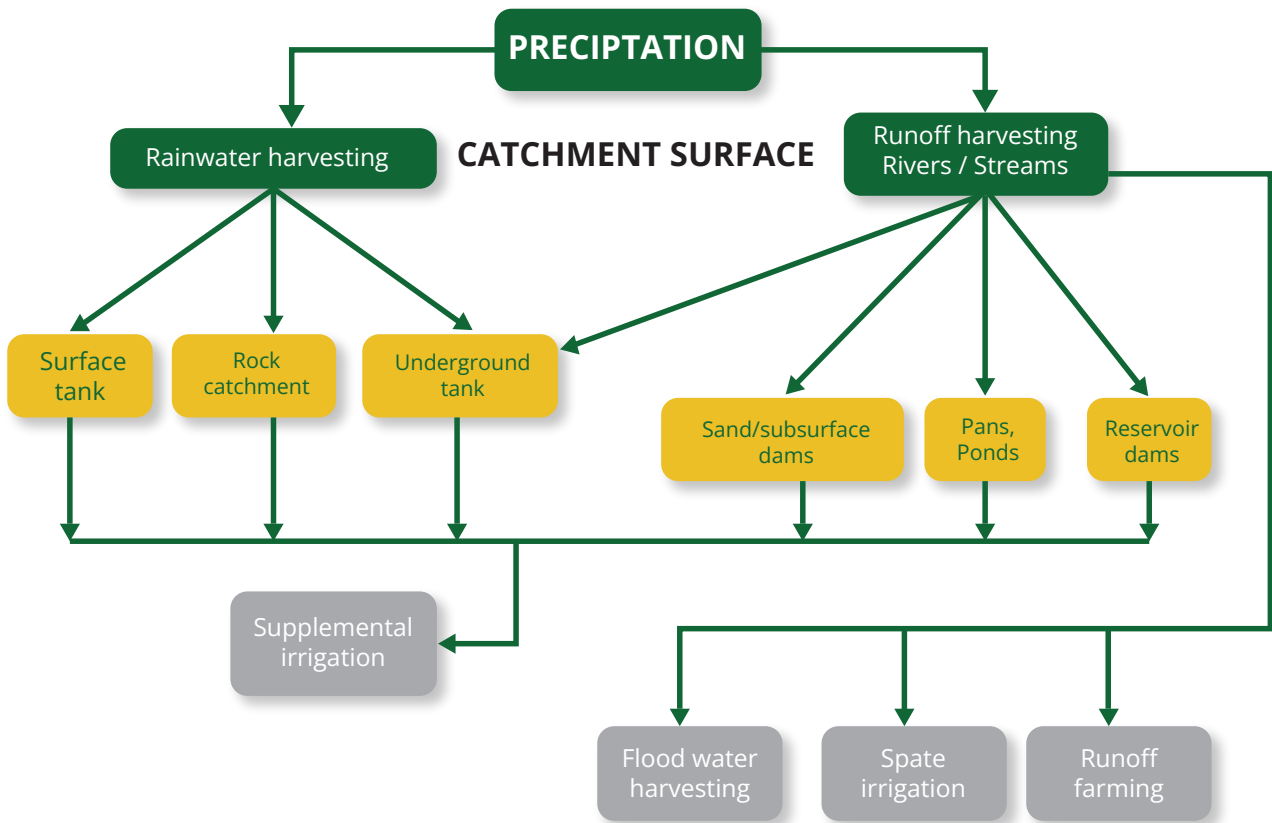 PRECIPTATION
Rainwater harvesting
CATCHMENT SURFACE
Runoff harvesting
Rivers / Streams
Surface
tank
Rock
catchment
Underground
tank
Sand/subsurface
dams
Pans,
Ponds
Reservoir
dams
Supplemental
irrigation
Flood water
harvesting
Spate
irrigation
Runoff
farming